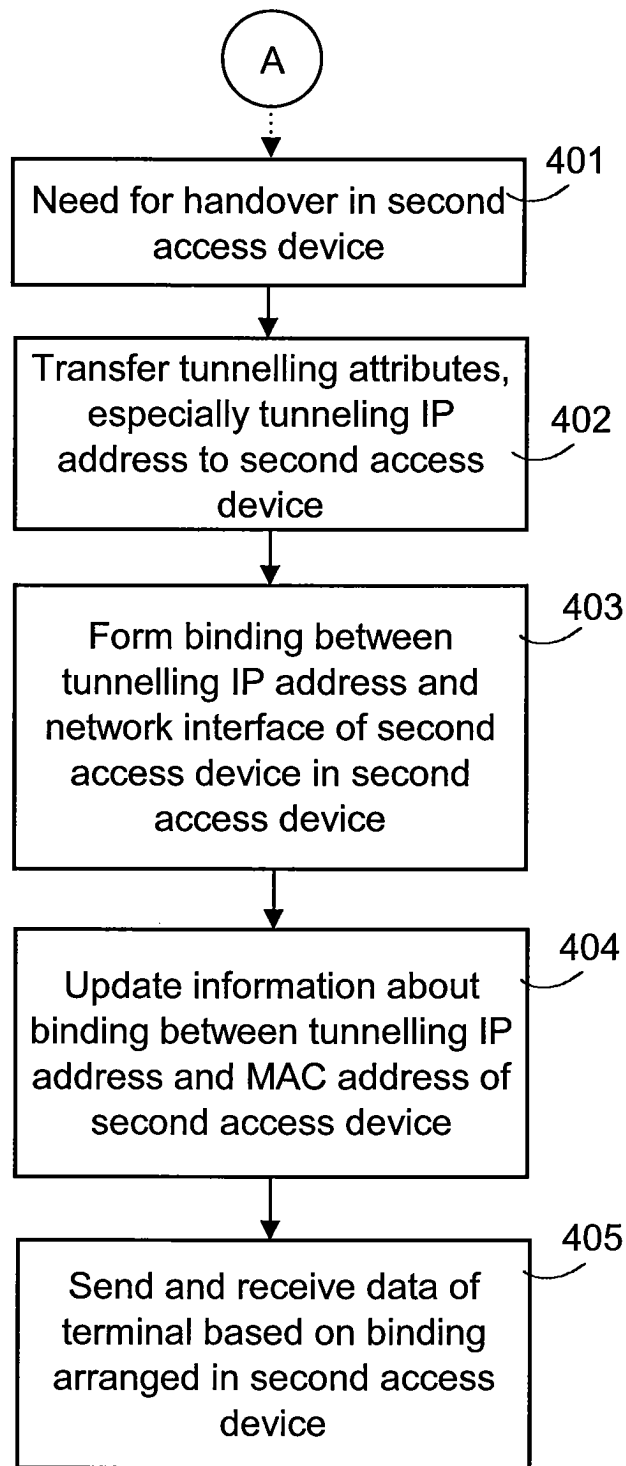 A
401
Need for handover in second
access device
Transfer tunnelling attributes,
especially tunneling IP
address to second access
device
402
403
Form binding between
tunnelling IP address and
network interface of second
access device in second
access device
404
Update information about
binding between tunnelling IP
address and MAC address of
second access device
405
Send and receive data of
terminal based on binding
arranged in second access
device